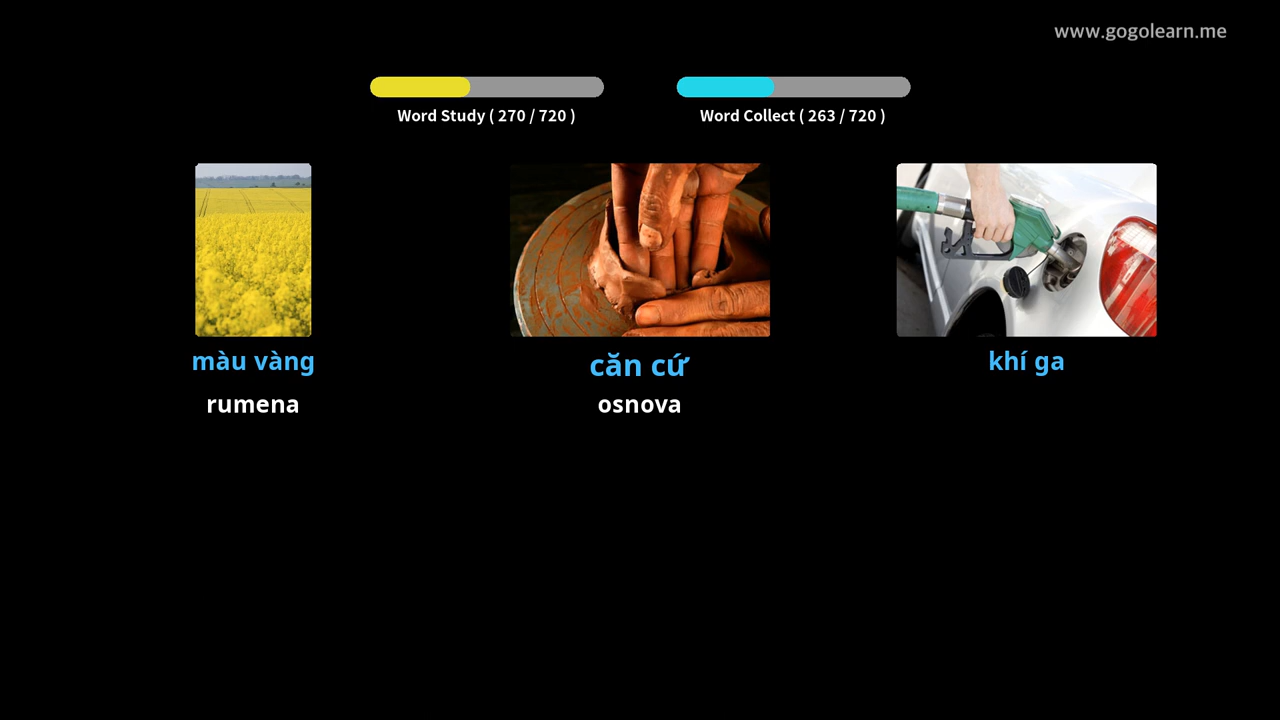 www.gogolearn.me
Word Study ( 270 / 720 )
Word Collect ( 263 / 720 )
màu vàng
căn cứ
khí ga
rumena
osnova